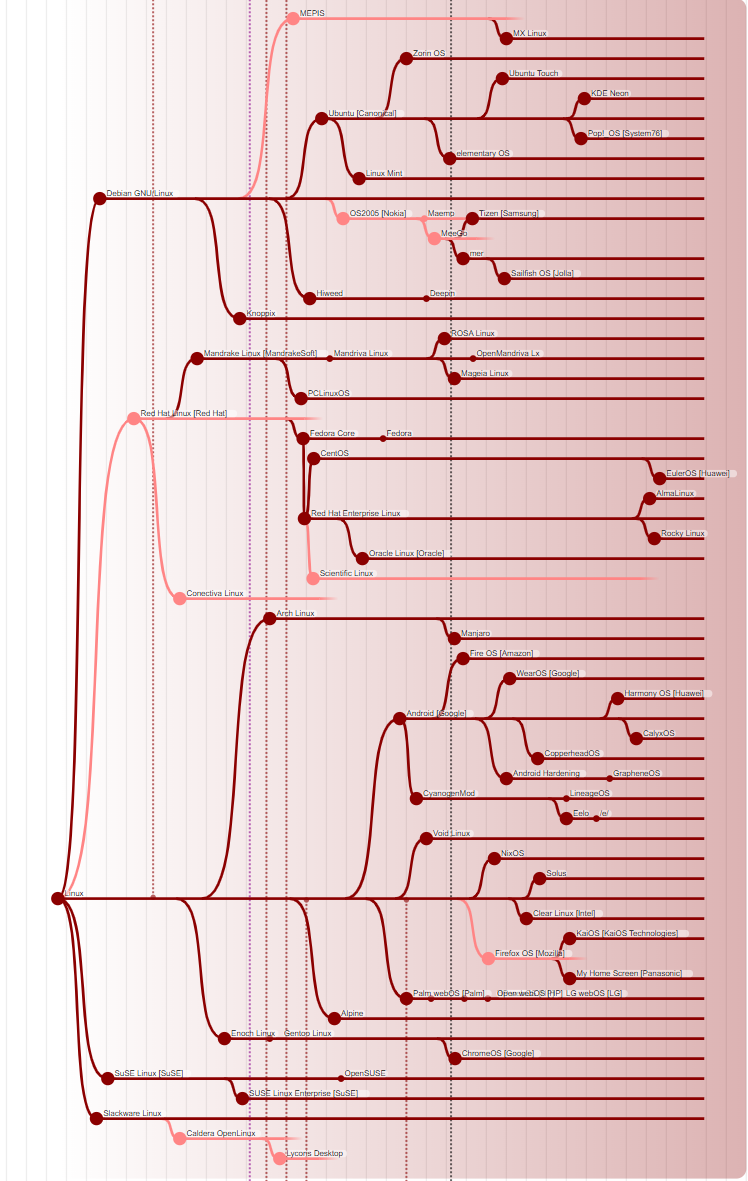 MEPIS
MX Linux
Zorin OS
Ubuntu Touch
KDE Neon
Ubuntu [Canonical]
Pop!_OS [System76]
elementary OS
Linux Mint
Debian GNU/Linux
OS2005 [Nokia] Maemo Tizen [Samsung]
MeeGo
mer
Sailfish OS [Jolla]
Hiweed Deepin
Knoppix
ROSA Linux
Mandrake Linux [MandrakeSoft] Mandriva Linux OpenMandriva Lx
Mageia Linux
PCLinuxOS
Red Hat Linux [Red Hat]
Fedora Core Fedora
CentOS
EulerOS [Huawei]
AlmaLinux
Red Hat Enterprise Linux
Rocky Linux
Oracle Linux [Oracle]
Scientific Linux
Conectiva Linux
Arch Linux
Manjaro
Fire OS [Amazon]
WearOS [Google]
Harmony OS [Huawei]
Android [Google]
CalyxOS
CopperheadOS
Android Hardening GrapheneOS
CyanogenMod LineageOS
Eelo /e/
Void Linux
NixOS
Solus
Linux
Clear Linux [Intel]
KaiOS [KaiOS Technologies]
Firefox OS [Mozilla]
My Home Screen [Panasonic]
Palm webOS [Palm] Open webOS [HP] LG webOS [LG]
Alpine
Enoch Linux Gentoo Linux
ChromeOS [Google]
SuSE Linux [SuSE] OpenSUSE
SUSE Linux Enterprise [SuSE]
Slackware Linux
Caldera OpenLinux
Lycoris Desktop